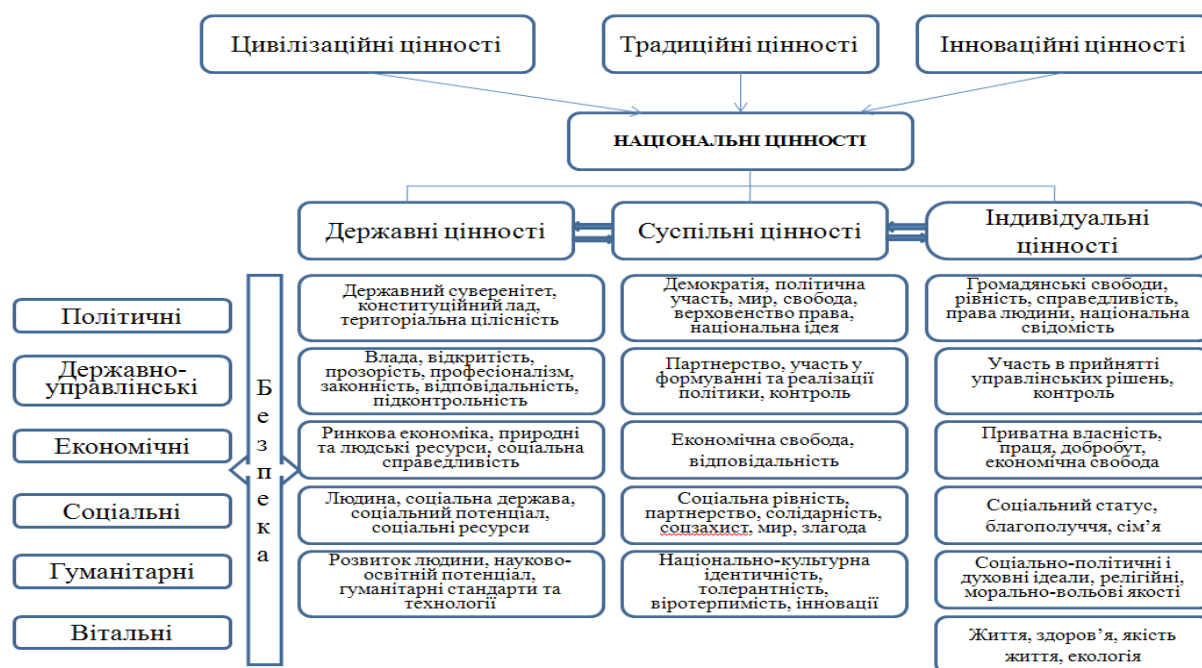 Цивілізаційні цінності
Традиційні цінності
Інноваційні цінності
НАЦІОНАЛЬНІ ЦІННОСТІ
Державні цінності
Суспільні цінності
Індивідуальні
цінності
Безпека
Політичні
Державний суверенітет,
конституційний лад,
територіальна цілісність
Демократія, політична
участь, мир, свобода,
верховенство права,
національна ідея
Громадянські свободи,
рівність, справедливість,
права людини, національна
свідомість
Державно-
управлінські
Влада, відкритість,
прозорість, професіоналізм,
законність, відповідальність,
підконтрольність
Партнерство, участь у
формуванні та реалізації
політики, контроль
Участь в прийнятті
управлінських рішень,
контроль
Економічні
Ринкова економіка, природні
та людські ресурси, соціальна
справедливість
Економічна свобода,
відповідальність
Приватна власність,
праця, добробут,
економічна свобода
Соціальні
Людина, соціальна держава,
соціальний потенціал,
соціальні ресурси
Соціальна рівність,
партнерство, солідарність,
соцзахист, мир, злагода
Соціальний статус,
благополуччя, сім’я
Гуманітарні
Розвиток людини, науково-
освітній потенціал,
гуманітарні стандарти та
технології
Національно-культурна
ідентичність,
толерантність,
віротерпимість, інновації
Соціально-політичні і
духовні ідеали, релігійні,
морально-вольові якості
Вітальні
Життя, здоров’я, якість
життя, екологія